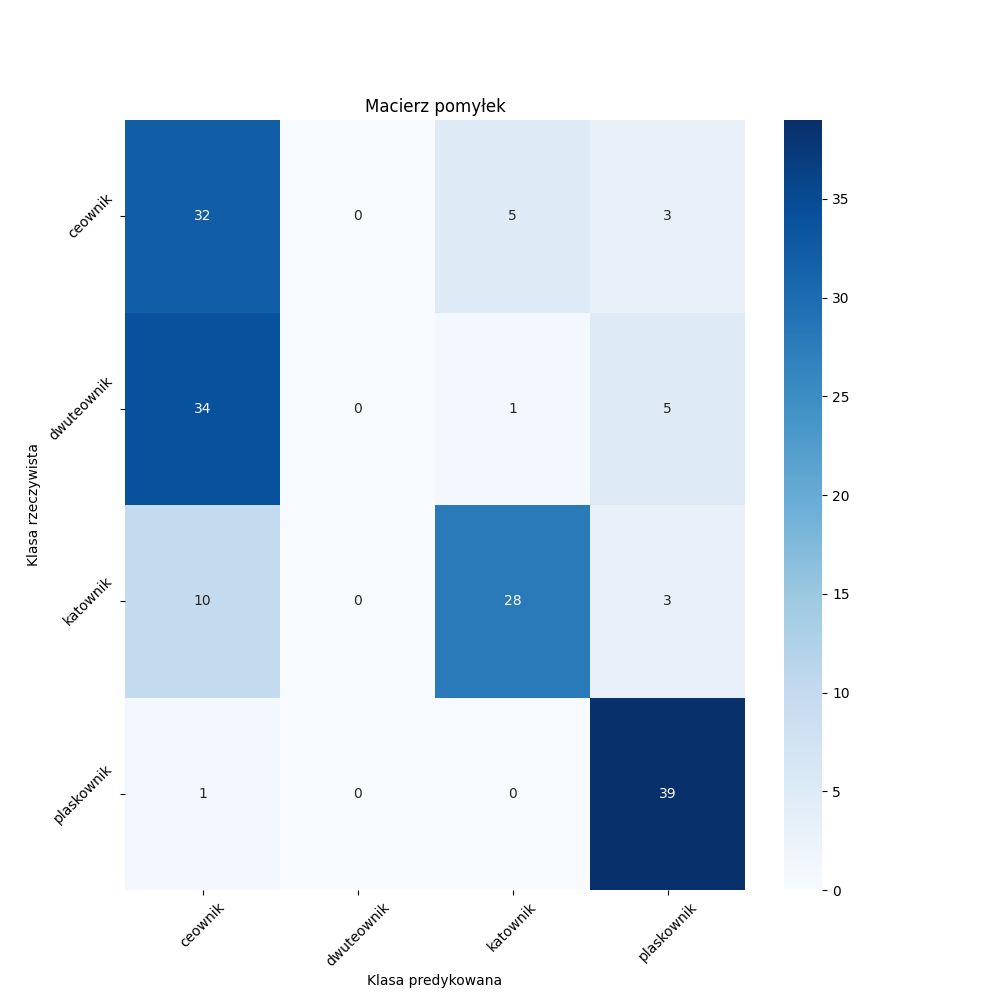 Macierz pomyłek
Klasa rzeczywista
ceownik
32 0 5 3
dwuteownik
34 0 1 5
katownik
10 0 28 3
plaskownik
1 0 0 39
ceownik dwuteownik katownik plaskownik
Klasa predykowana
35
30
25
20
15
10
5
0